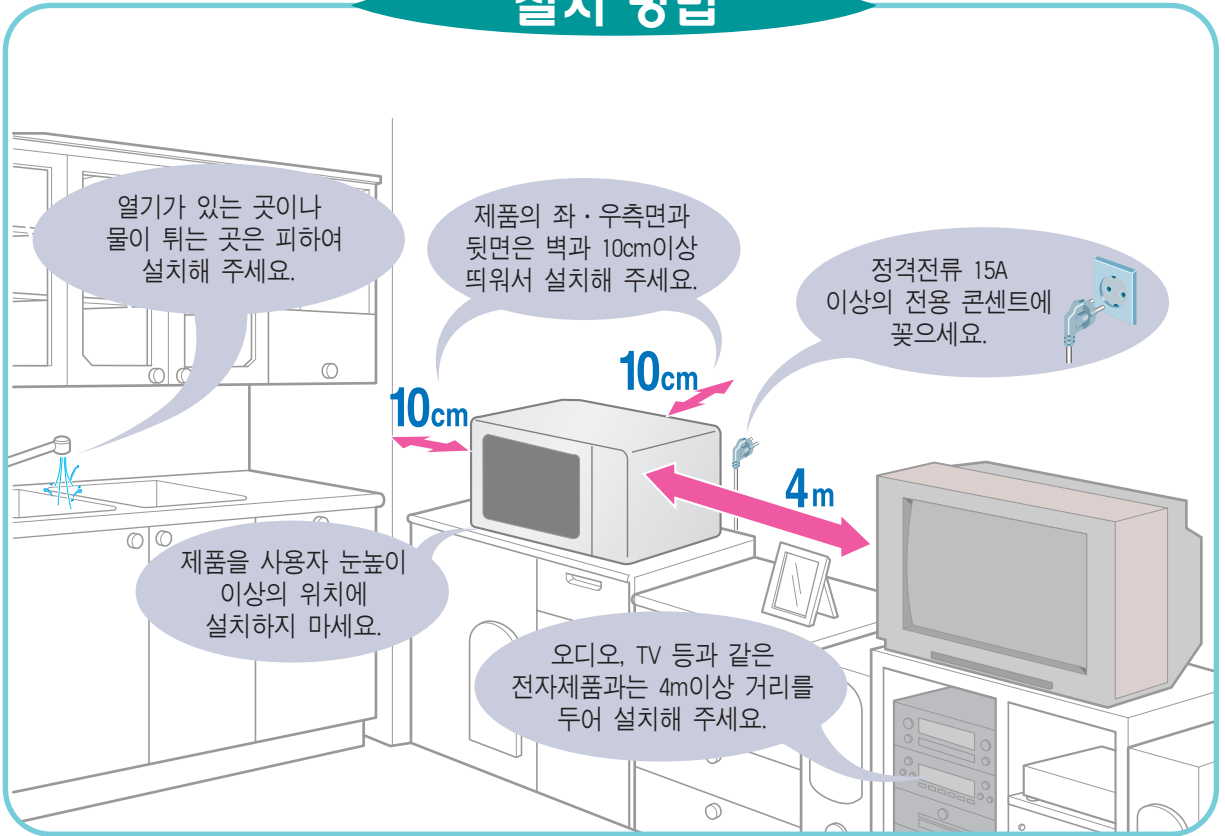 설치 방법
열기가 있는 곳이나
물이 튀는 곳은 피하여
설치해 주세요.
제품의 좌·우측면과
뒷면은 벽과 10cm이상
띄워서 설치해 주세요.
정격전류 15A
이상의 전용 콘센트에
꽂으세요.
10cm
10cm
4m
제품을 사용자 눈높이
이상의 위치에
설치하지 마세요.
오디오, TV 등과 같은
전자제품과는 4m이상 거리를
두어 설치해 주세요.